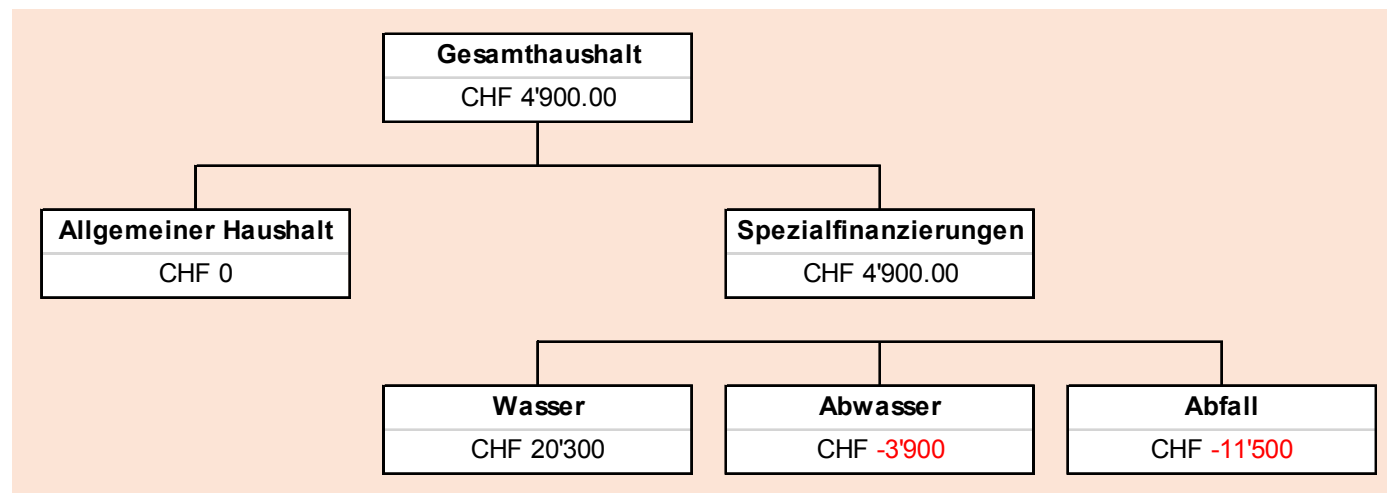 Gesamthaushalt
CHF 4'900.00
Allgemeiner Haushalt
CHF 0
Spezialfinanzierungen
CHF 4'900.00
Wasser
CHF 20'300
Abwasser
CHF -3'900
Abfall
CHF -11'500